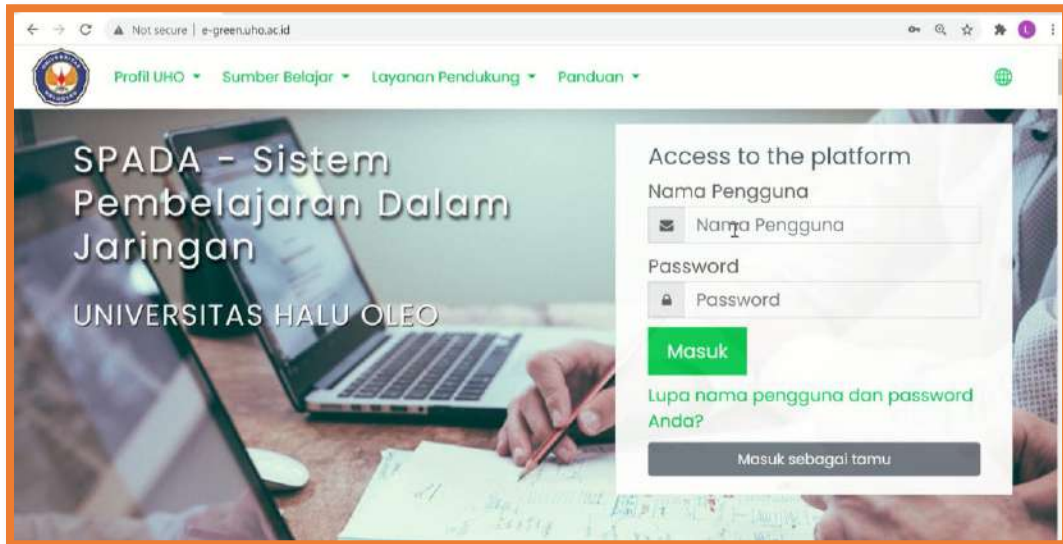 Not secure | e-green.uho.ac.id
L
Profil UHO Sumber Belajar Layanan Pendukung Panduan
SPADA - Sistem
Pembelajaran Dalam
Jaringan
UNIVERSITAS HALU OLEO
Access to the platform
Nama Pengguna
Nama Pengguna
Password
Password
Masuk
Lupa nama pengguna dan password
Anda?
Masuk sebagai tamu